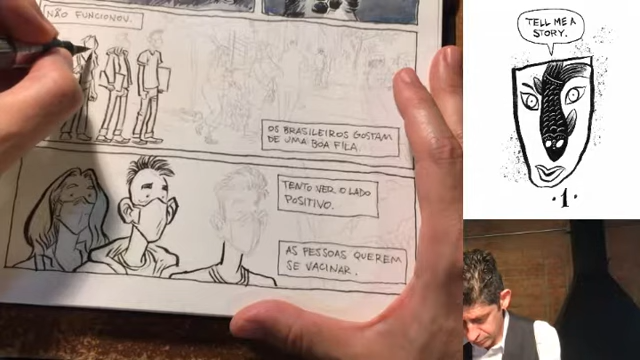 NÃO FUNCIONOU.
OS BRASILEIROS GOSTAM
DE UMA BOA FILA.
TENTO VER O LADO
POSITIVO.
AS PESSOAS QUEREM
SE VACINAR.
TELL ME A
STORY.
·1·